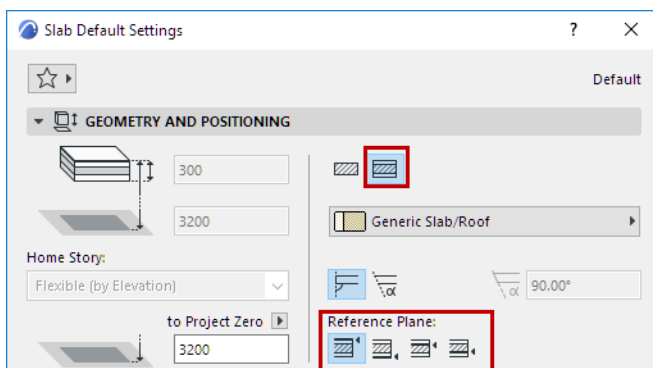 Slab Default Settings
?
Default
GEOMETRY AND POSITIONING
300
3200
Generic Slab/Roof
Home Story:
Flexible (by Elevation)
α
α
90.00°
to Project Zero
Reference Plane:
3200